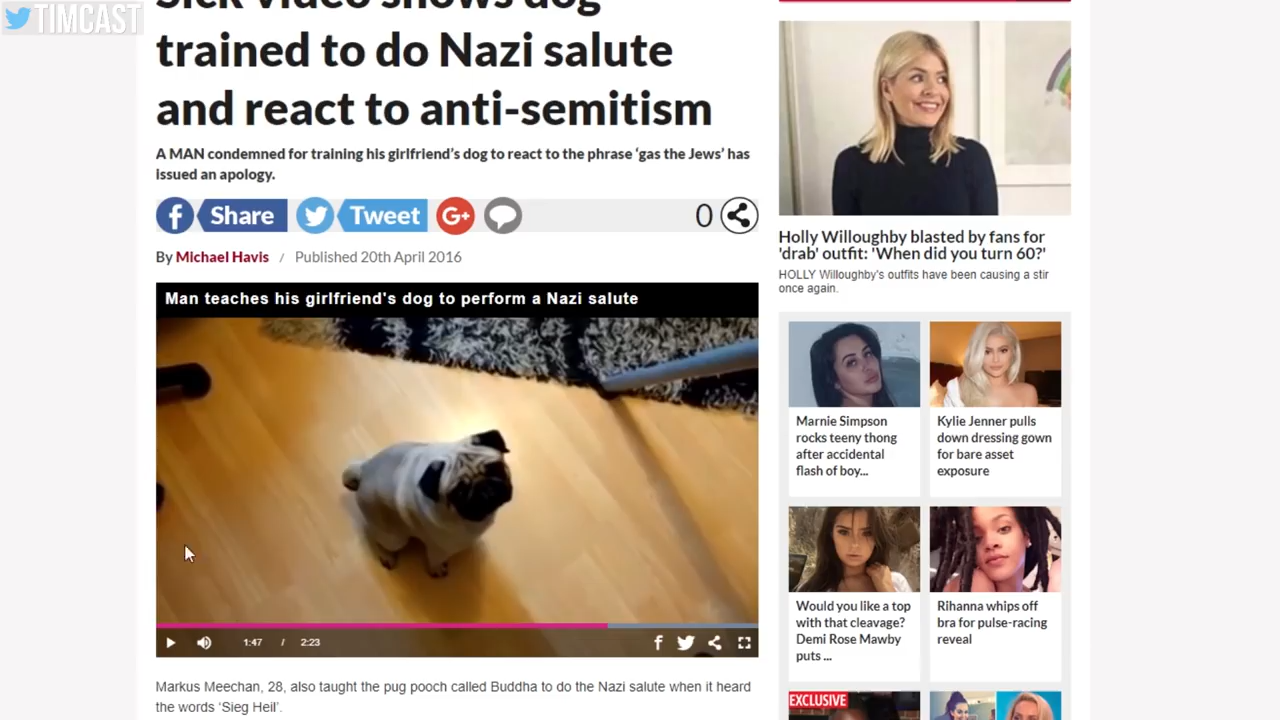 TIMCAST
Sick video shows dog
trained to do Nazi salute
and react to anti-semitism
A MAN condemned for training his girlfriend's dog to react to the phrase 'gas the Jews' has
issued an apology.
Share
Tweet
G+
0
By Michael Havis / Published 20th April 2016
Man teaches his girlfriend's dog to perform a Nazi salute
1:47 / 2:23
Markus Meechan, 28, also taught the pug pooch called Buddha to do the Nazi salute when it heard
the words 'Sieg Heil'.
Holly Willoughby blasted by fans for
'drab' outfit: 'When did you turn 60?'
HOLLY Willoughby's outfits have been causing a stir
once again.
Marnie Simpson
rocks teeny thong
after accidental
flash of boy...
Kylie Jenner pulls
down dressing gown
for bare asset
exposure
Would you like a top
with that cleavage?
Demi Rose Mawby
puts ...
Rihanna whips off
bra for pulse-racing
reveal
EXCLUSIVE